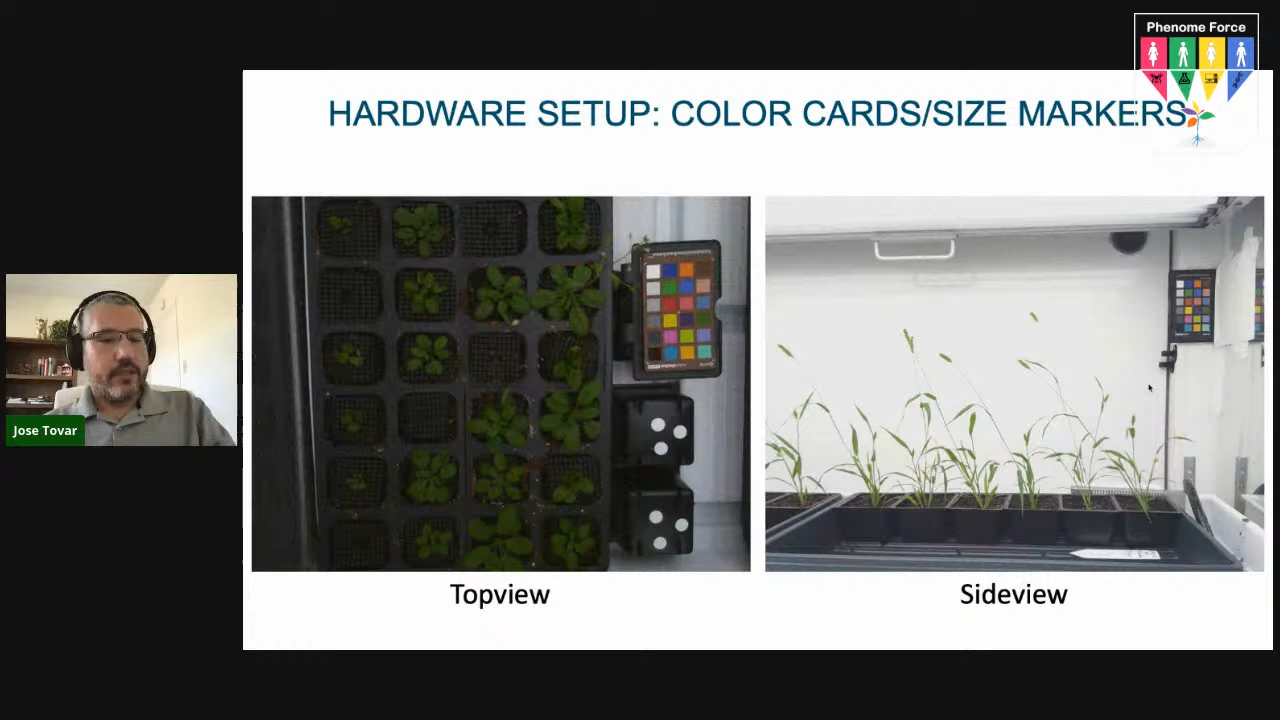 Phenome Force
HARDWARE SETUP: COLOR CARDS/SIZE MARKERS
Jose Tovar
Topview
Sideview